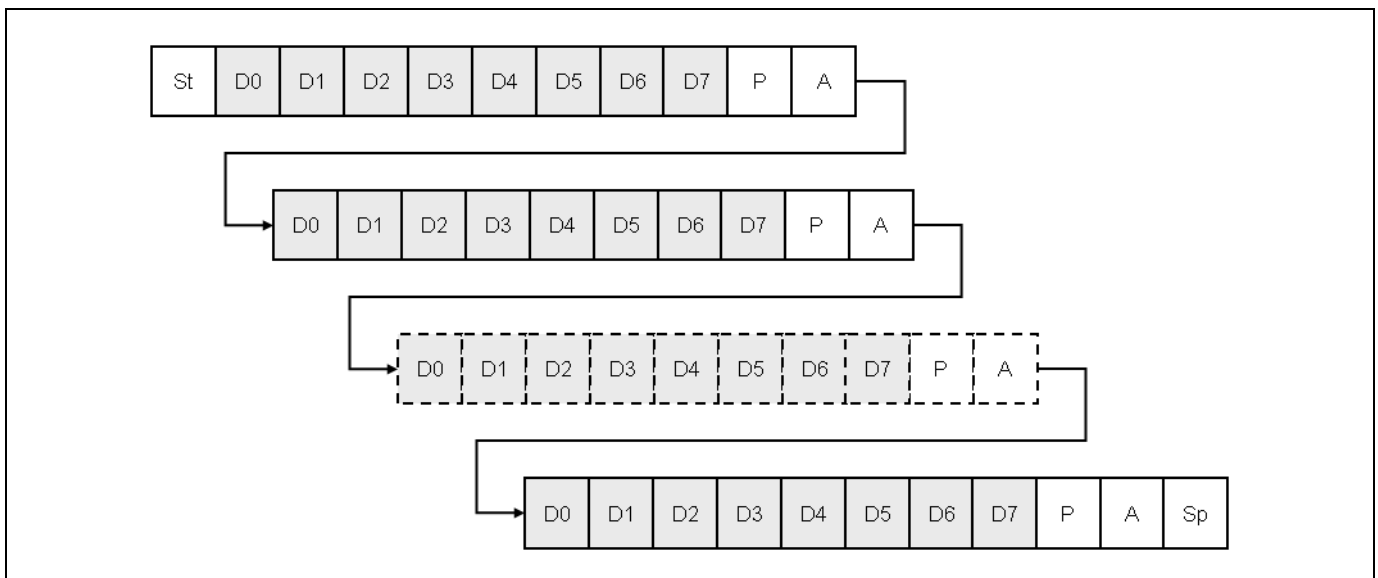 St D0 D1 D2 D3 D4 D5 D6 D7 P A
D0 D1 D2 D3 D4 D5 D6 D7 P A
D0 D1 D2 D3 D4 D5 D6 D7 P A
D0 D1 D2 D3 D4 D5 D6 D7 P A Sp